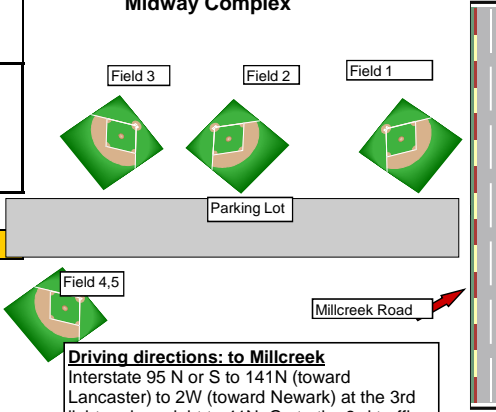 Midway Complex
Field 3
Field 2
Field 1
Parking Lot
Field 4,5
Millcreek Road
Driving directions: to Millcreek
Interstate 95 N or S to 141N (toward
Lancaster) to 2W (toward Newark) at the 3rd